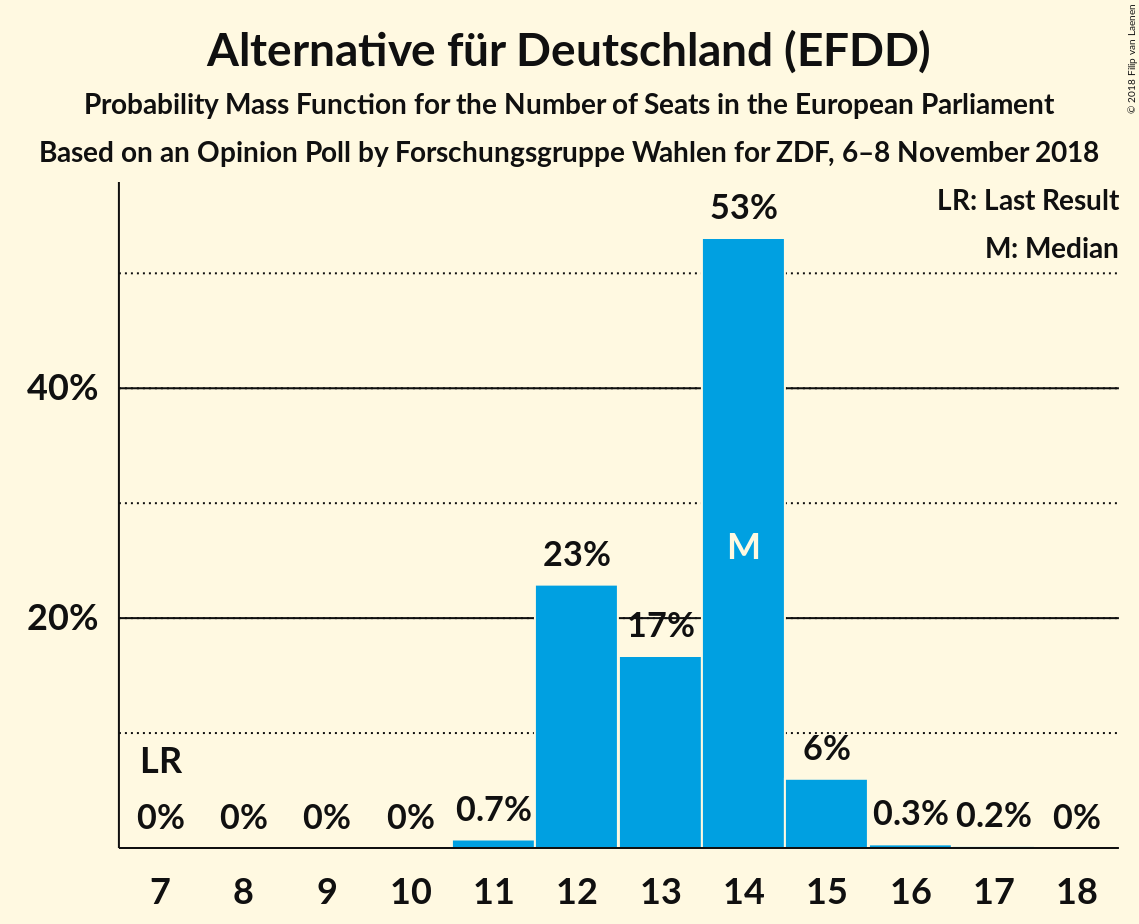 Alternative für Deutschland (EFDD)
Probability Mass Function for the Number of Seats in the European Parliament
Based on an Opinion Poll by Forschungsgruppe Wahlen for ZDF, 6–8 November 2018
© 2018 Filip van Laenen
LR: Last Result
M: Median
53%
40%
M
23%
20%
17%
LR
6%
0% 0% 0% 0% 0.7% 0.3% 0.2% 0%
7 8 9 10 11 12 13 14 15 16 17 18